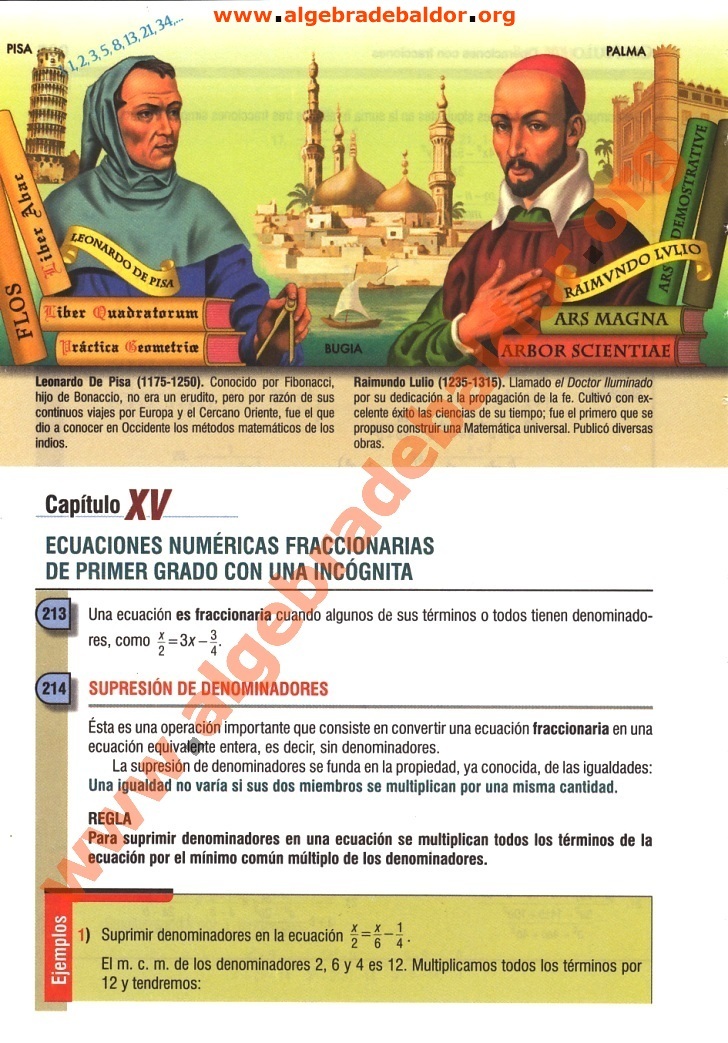 www.algebradebaldor.org
PISA
1, 2, 3, 5, 8, 13, 21, 34,...
PALMA
FLOS
Liber Abac
LEONARDO DE PISA
Liber Quadratorum
Práctica Geometriæ
BUGIA
RAIMVNDO LVLIO
ARS DEMOSTRATIVE
ARS MAGNA
ARBOR SCIENTIAE
Leonardo De Pisa (1175-1250). Conocido por Fibonacci,
hijo de Bonaccio, no era un erudito, pero por razón de sus
continuos viajes por Europa y el Cercano Oriente, fue el que
dio a conocer en Occidente los métodos matemáticos de los
indios.
Raimundo Lulio (1235-1315). Llamado el Doctor Iluminado
por su dedicación a la propagación de la fe. Cultivó con ex-
celente éxito las ciencias de su tiempo; fue el primero que se
propuso construir una Matemática universal. Publicó diversas
obras.
Capítulo XV
ECUACIONES NUMÉRICAS FRACCIONARIAS
DE PRIMER GRADO CON UNA INCÓGNITA
213 Una ecuación es fraccionaria cuando algunos de sus términos o todos tienen denominado-
res, como x/2 = 3x − 3/4.
214 SUPRESIÓN DE DENOMINADORES
Ésta es una operación importante que consiste en convertir una ecuación fraccionaria en una
ecuación equivalente entera, es decir, sin denominadores.
La supresión de denominadores se funda en la propiedad, ya conocida, de las igualdades:
Una igualdad no varía si sus dos miembros se multiplican por una misma cantidad.
REGLA
Para suprimir denominadores en una ecuación se multiplican todos los términos de la
ecuación por el mínimo común múltiplo de los denominadores.
Ejemplos
1) Suprimir denominadores en la ecuación x/2 = x/6 − 1/4.
El m. c. m. de los denominadores 2, 6 y 4 es 12. Multiplicamos todos los términos por
12 y tendremos:
www.algebradebaldor.org